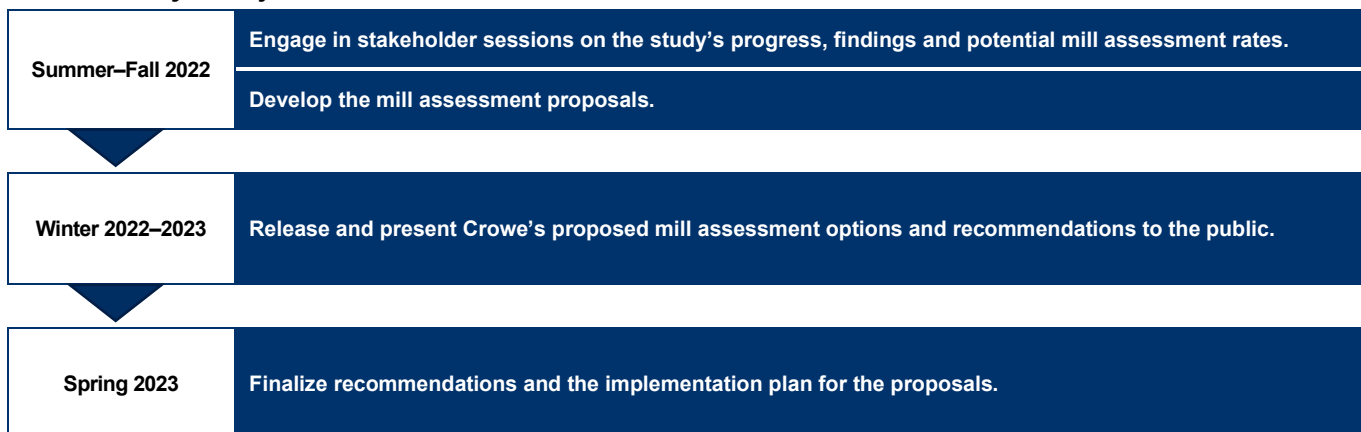 Summer–Fall 2022
Engage in stakeholder sessions on the study’s progress, findings and potential mill assessment rates.
Develop the mill assessment proposals.
Winter 2022–2023
Release and present Crowe’s proposed mill assessment options and recommendations to the public.
Spring 2023
Finalize recommendations and the implementation plan for the proposals.